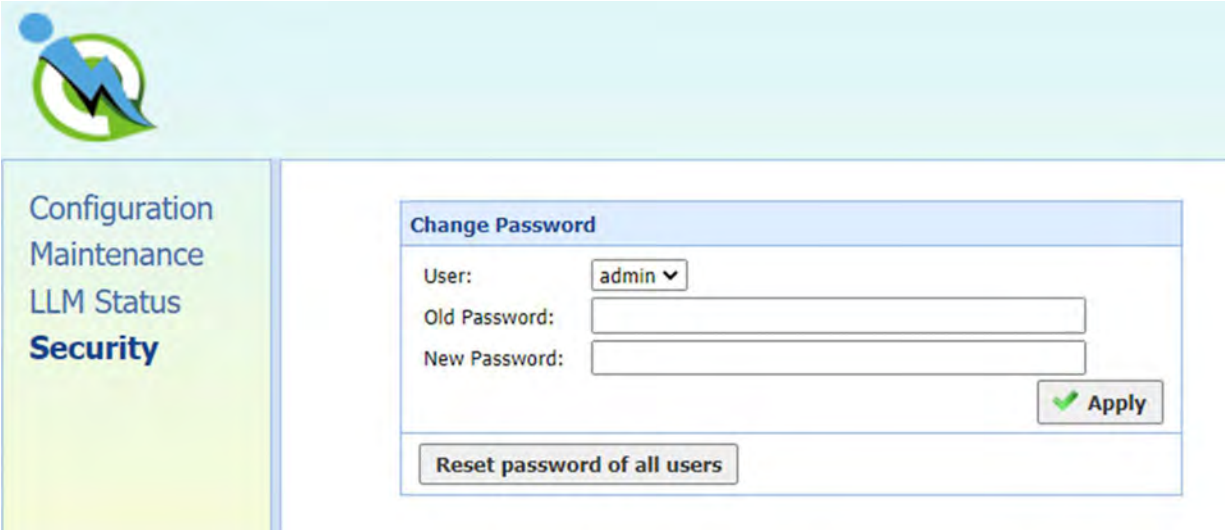 Configuration
Maintenance
LLM Status
Security
Change Password
User: admin
Old Password:
New Password:
Apply
Reset password of all users